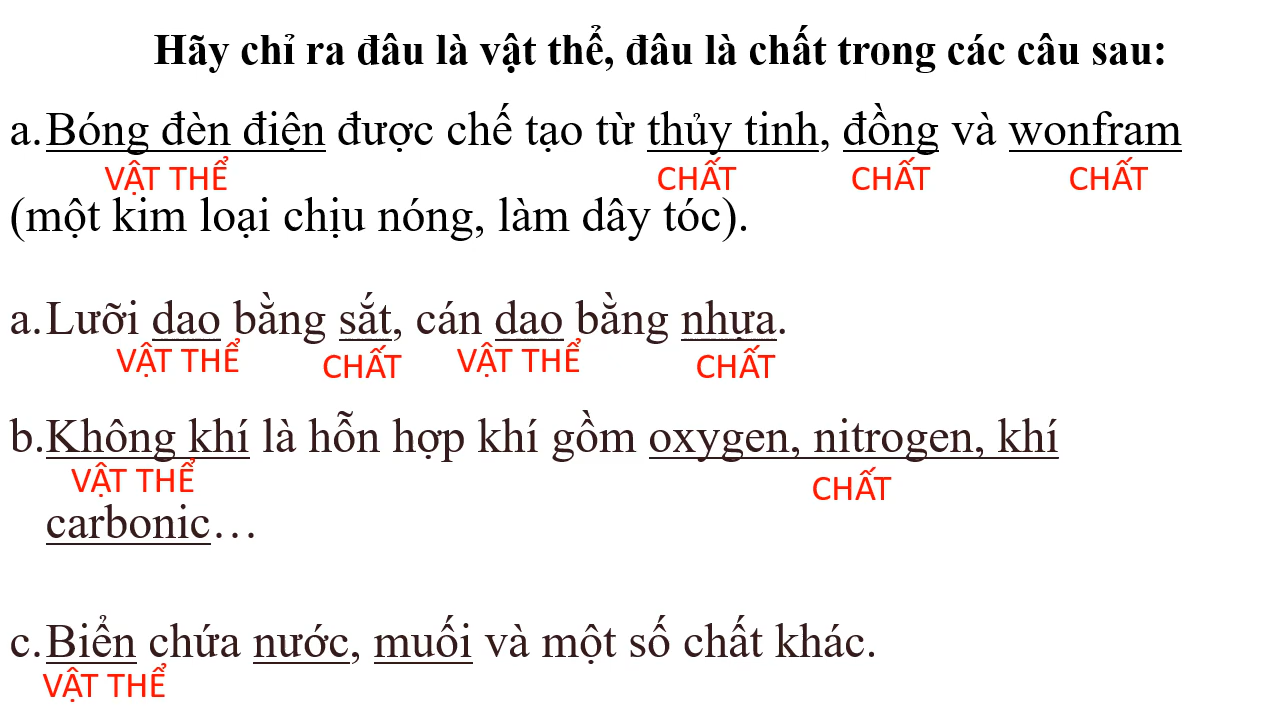 Hãy chỉ ra đâu là vật thể, đâu là chất trong các câu sau:
a.Bóng đèn điện được chế tạo từ thủy tinh, đồng và wonfram
VẬT THỂ CHẤT CHẤT CHẤT
(một kim loại chịu nóng, làm dây tóc).
a.Lưỡi dao bằng sắt, cán dao bằng nhựa.
VẬT THỂ CHẤT VẬT THỂ CHẤT
b.Không khí là hỗn hợp khí gồm oxygen, nitrogen, khí
VẬT THỂ CHẤT
carbonic…
c.Biển chứa nước, muối và một số chất khác.
VẬT THỂ